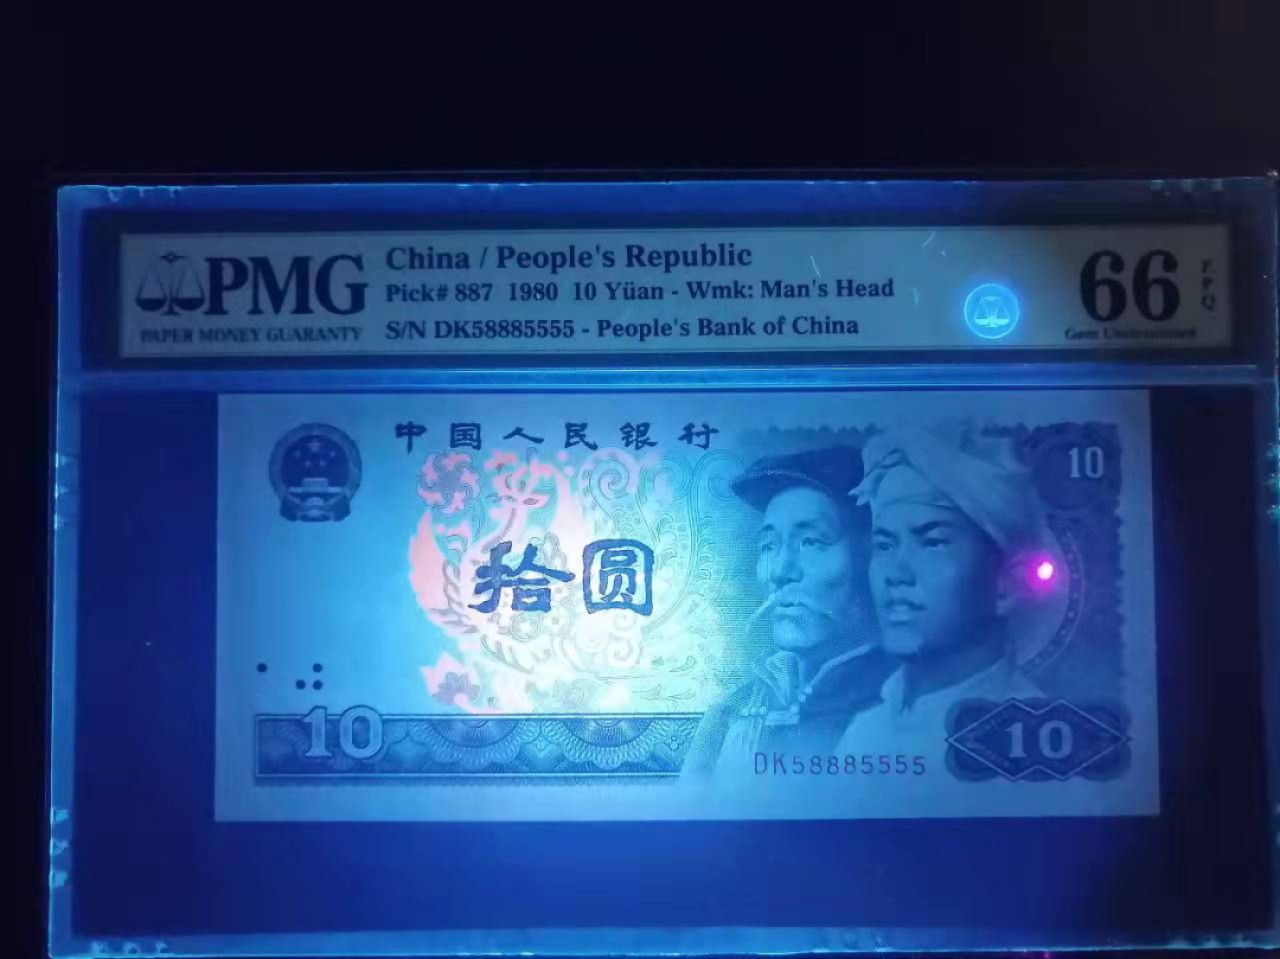 PMG
PAPER MONEY GUARANTY
China / People's Republic
Pick# 887 1980 10 Yüan - Wmk: Man's Head
S/N DK58885555 - People's Bank of China
66
EPQ
Gem Uncirculated
中国人民银行
10
拾圆
10
DK58885555
10